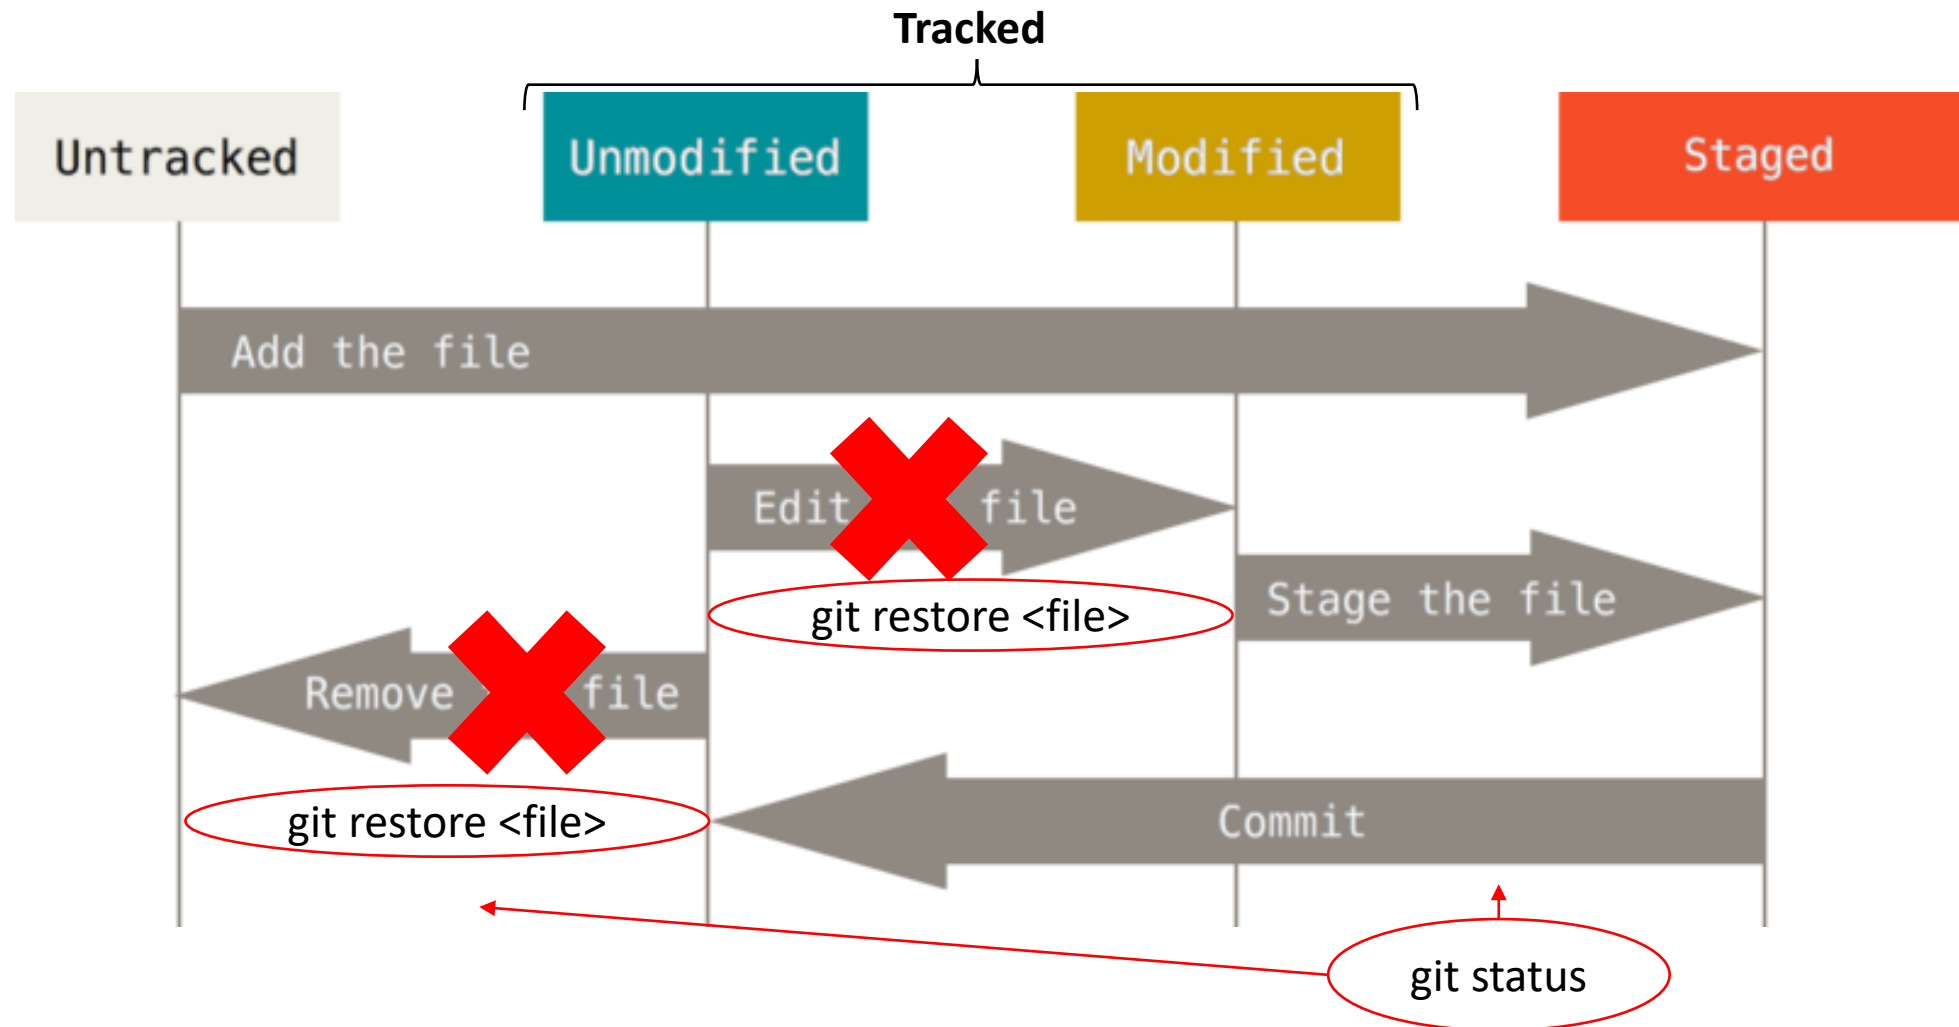 Tracked
Untracked
Unmodified
Modified
Staged
Add the file
Edit file
git restore <file>
Stage the file
Remove file
git restore <file>
Commit
git status